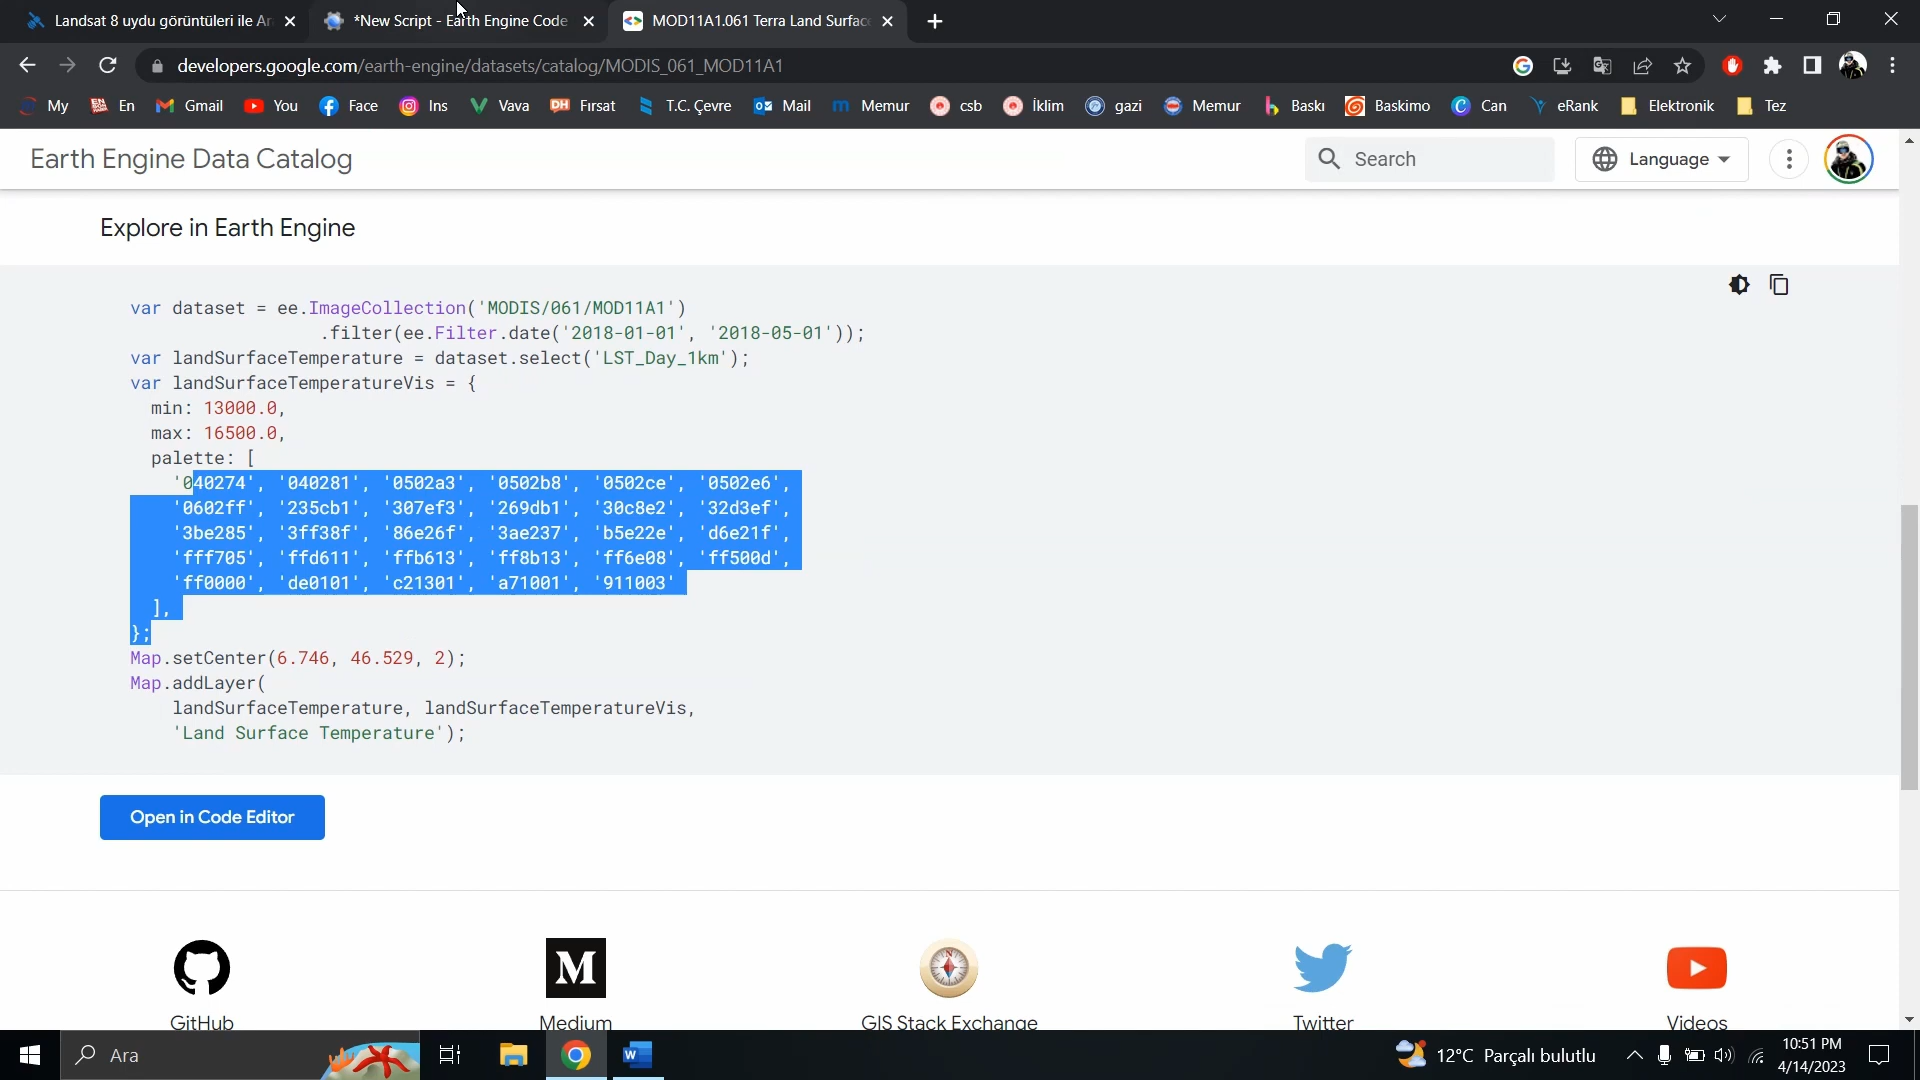 Landsat 8 uydu görüntüleri ile Ar
*New Script - Earth Engine Code
MOD11A1.061 Terra Land Surfac
developers.google.com/earth-engine/datasets/catalog/MODIS_061_MOD11A1
My En Gmail You Face Ins Vava Fırsat T.C. Çevre Mail Memur csb İklim gazi Memur Baskı Baskimo Can eRank Elektronik Tez
Earth Engine Data Catalog
Search
Language
Explore in Earth Engine
var dataset = ee.ImageCollection('MODIS/061/MOD11A1')
.filter(ee.Filter.date('2018-01-01', '2018-05-01'));
var landSurfaceTemperature = dataset.select('LST_Day_1km');
var landSurfaceTemperatureVis = {
min: 13000.0,
max: 16500.0,
palette: [
'040274', '040281', '0502a3', '0502b8', '0502ce', '0502e6',
'0602ff', '235cb1', '307ef3', '269db1', '30c8e2', '32d3ef',
'3be285', '3ff38f', '86e26f', '3ae237', 'b5e22e', 'd6e21f',
'fff705', 'ffd611', 'ffb613', 'ff8b13', 'ff6e08', 'ff500d',
'ff0000', 'de0101', 'c21301', 'a71001', '911003'
],
};
Map.setCenter(6.746, 46.529, 2);
Map.addLayer(
landSurfaceTemperature, landSurfaceTemperatureVis,
'Land Surface Temperature');
Open in Code Editor
GitHub
Medium
GIS Stack Exchange
Twitter
Videos
Ara
12°C Parçalı bulutlu
10:51 PM
4/14/2023